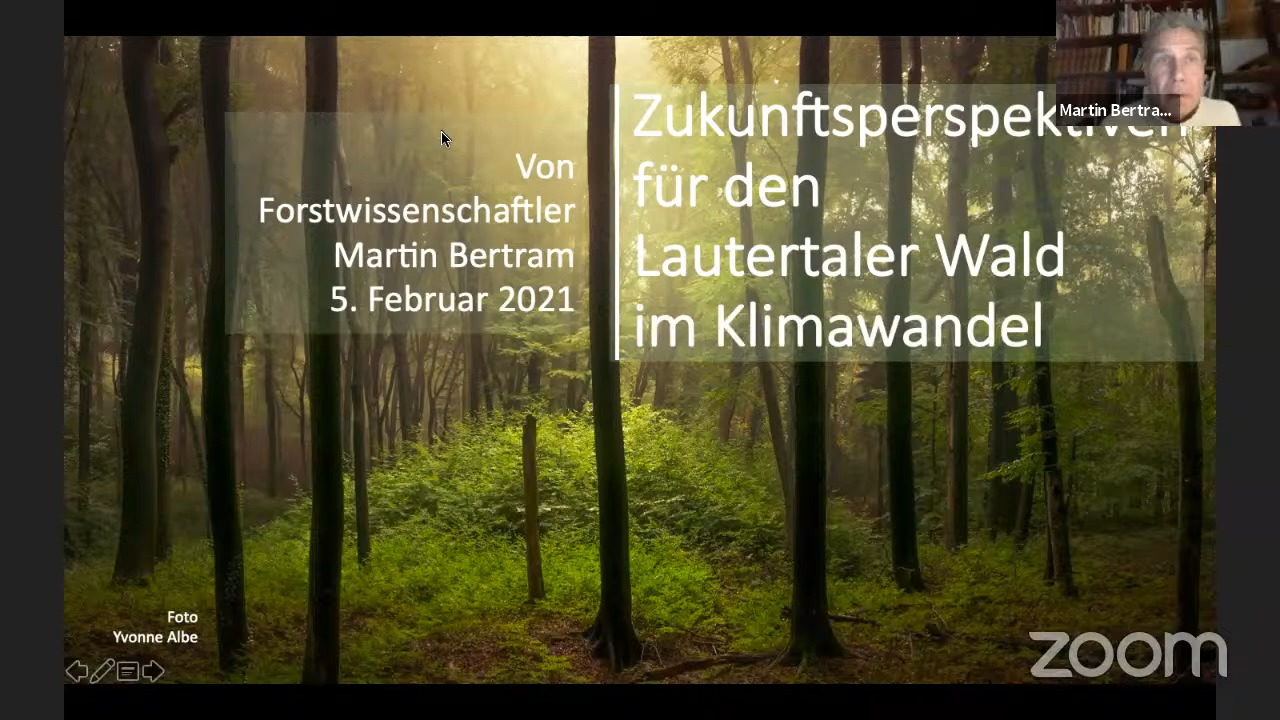 Von
Forstwissenschaftler
Martin Bertram
5. Februar 2021
Zukunftsperspektiven
für den
Lautertaler Wald
im Klimawandel
Martin Bertra...
Foto
Yvonne Albe
zoom